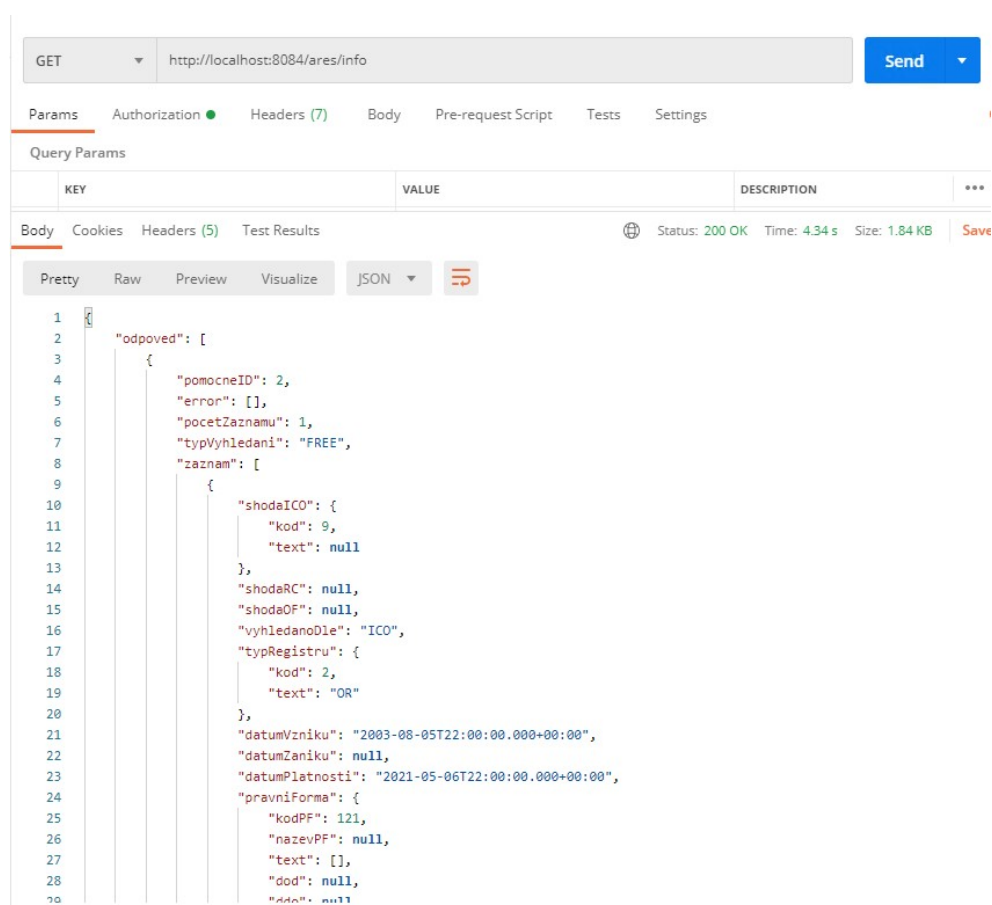 GET http://localhost:8084/ares/info Send
Params Authorization Headers (7) Body Pre-request Script Tests Settings
Query Params
KEY VALUE DESCRIPTION
Body Cookies Headers (5) Test Results Status: 200 OK Time: 4.34 s Size: 1.84 KB Save
Pretty Raw Preview Visualize JSON
1 {
2 "odpoved": [
3 {
4 "pomocneID": 2,
5 "error": [],
6 "pocetZaznamu": 1,
7 "typVyhledani": "FREE",
8 "zaznam": [
9 {
10 "shodaICO": {
11 "kod": 9,
12 "text": null
13 },
14 "shodaRC": null,
15 "shodaOF": null,
16 "vyhledanoDle": "ICO",
17 "typRegistru": {
18 "kod": 2,
19 "text": "OR"
20 },
21 "datumVzniku": "2003-08-05T22:00:00.000+00:00",
22 "datumZaniku": null,
23 "datumPlatnosti": "2021-05-06T22:00:00.000+00:00",
24 "pravniForma": {
25 "kodPF": 121,
26 "nazevPF": null,
27 "text": [],
28 "dod": null,
29 "ddo": null